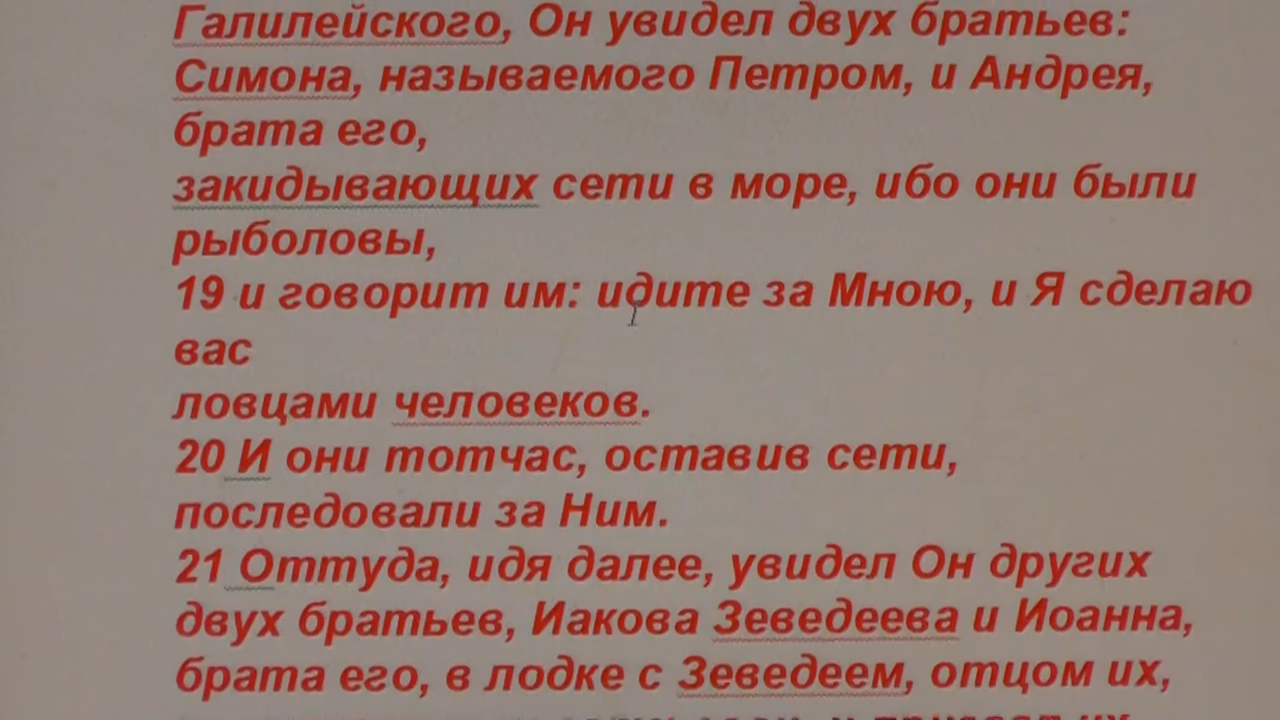 Галилейского, Он увидел двух братьев:
Симона, называемого Петром, и Андрея,
брата его,
закидывающих сети в море, ибо они были
рыболовы,
19 и говорит им: идите за Мною, и Я сделаю
вас
ловцами человеков.
20 И они тотчас, оставив сети,
последовали за Ним.
21 Оттуда, идя далее, увидел Он других
двух братьев, Иакова Зеведеева и Иоанна,
брата его, в лодке с Зеведеем, отцом их,